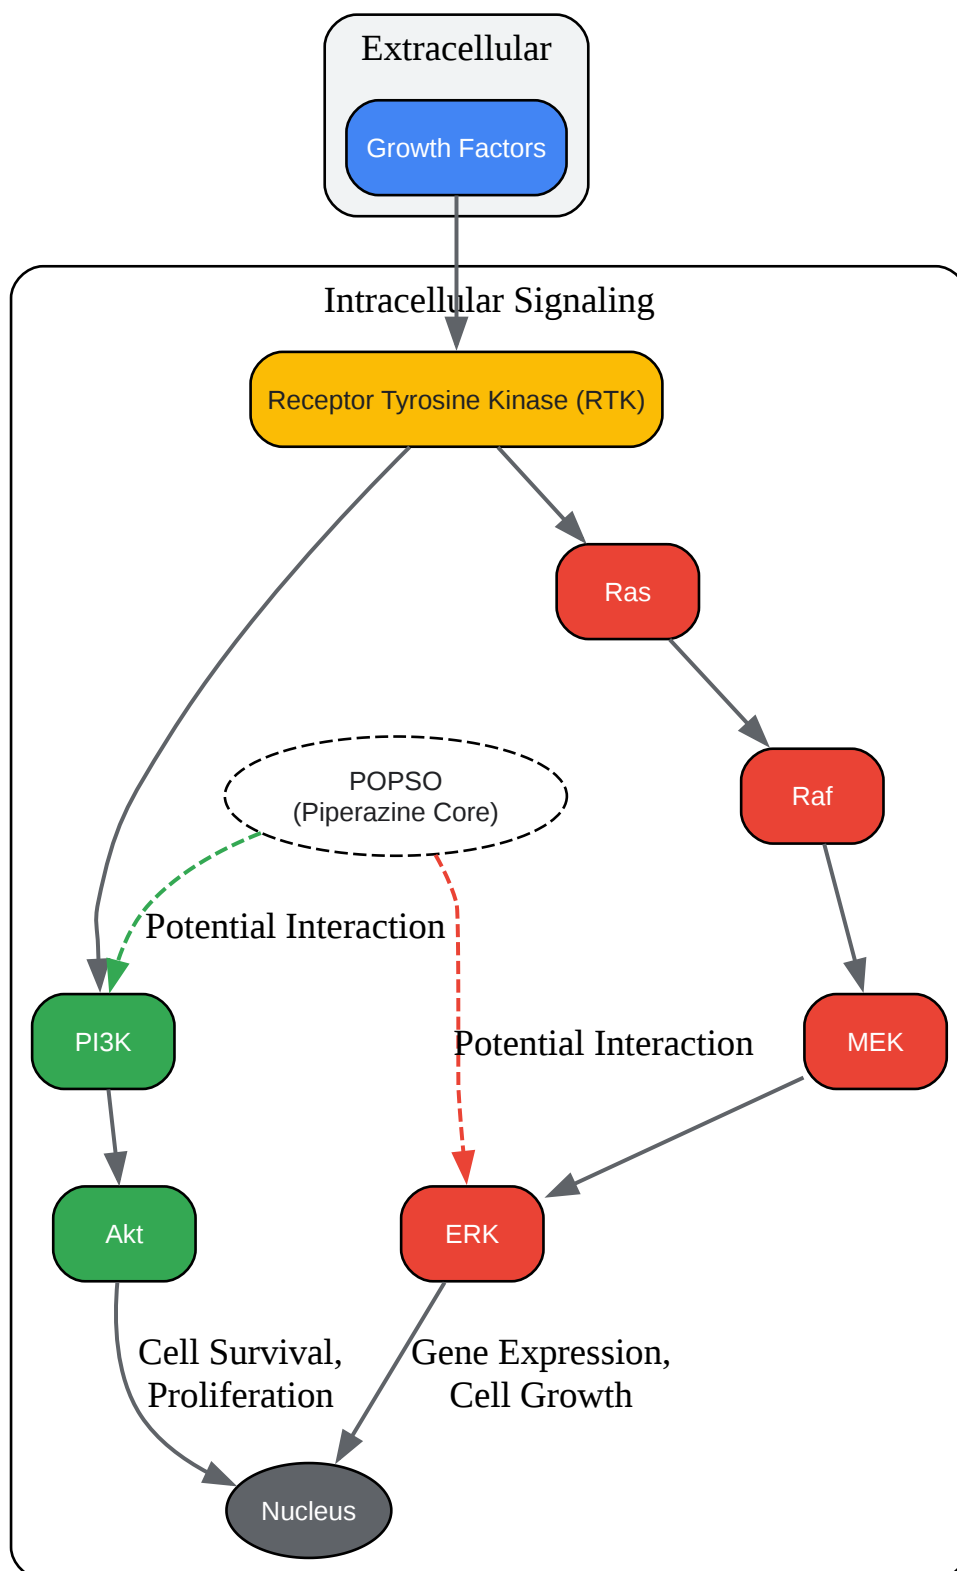 Extracellular
Growth Factors
Intracellular Signaling
Receptor Tyrosine Kinase (RTK)
Ras
POPSO
(Piperazine Core)
Raf
Potential Interaction
PI3K
Potential Interaction
MEK
Akt
ERK
Cell Survival,
Proliferation
Gene Expression,
Cell Growth
Nucleus